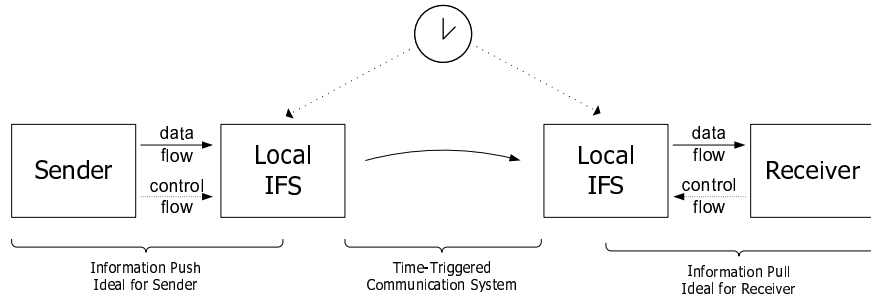 Sender
data
flow
control
flow
Local
IFS
Local
IFS
data
flow
control
flow
Receiver
Information Push
Ideal for Sender
Time-Triggered
Communication System
Information Pull
Ideal for Receiver